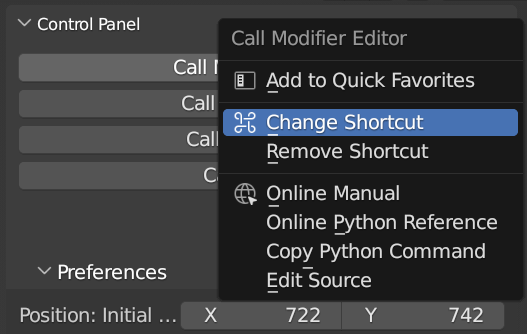 Control Panel
Call
Call
Call
Call Modifier Editor
Add to Quick Favorites
Change Shortcut
Remove Shortcut
Online Manual
Online Python Reference
Copy Python Command
Edit Source
Preferences
Position: Initial ... X 722 Y 742